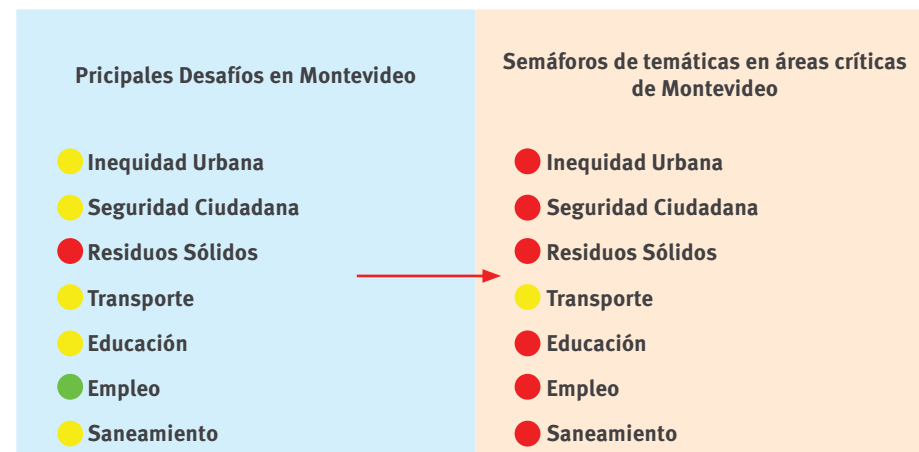 Pricipales Desafíos en Montevideo
Inequidad Urbana
Seguridad Ciudadana
Residuos Sólidos
Transporte
Educación
Empleo
Saneamiento
Semáforos de temáticas en áreas críticas
de Montevideo
Inequidad Urbana
Seguridad Ciudadana
Residuos Sólidos
Transporte
Educación
Empleo
Saneamiento